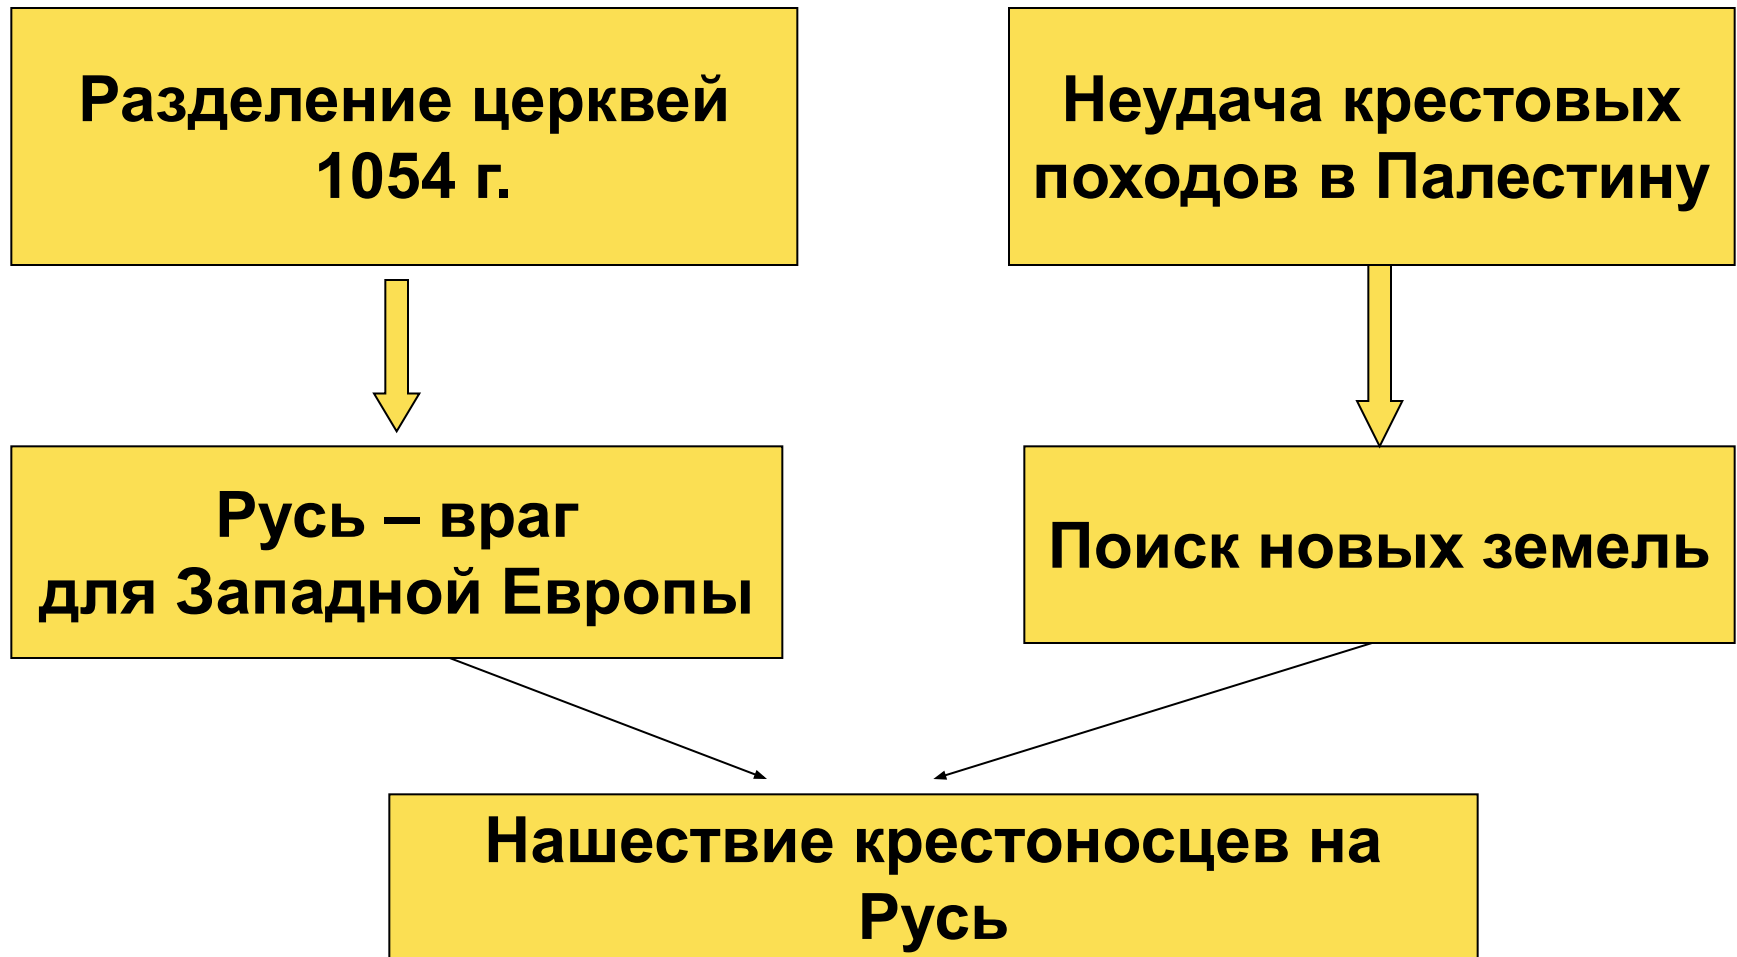 Разделение церквей
1054 г.
Неудача крестовых
походов в Палестину
Русь – враг
для Западной Европы
Поиск новых земель
Нашествие крестоносцев на
Русь